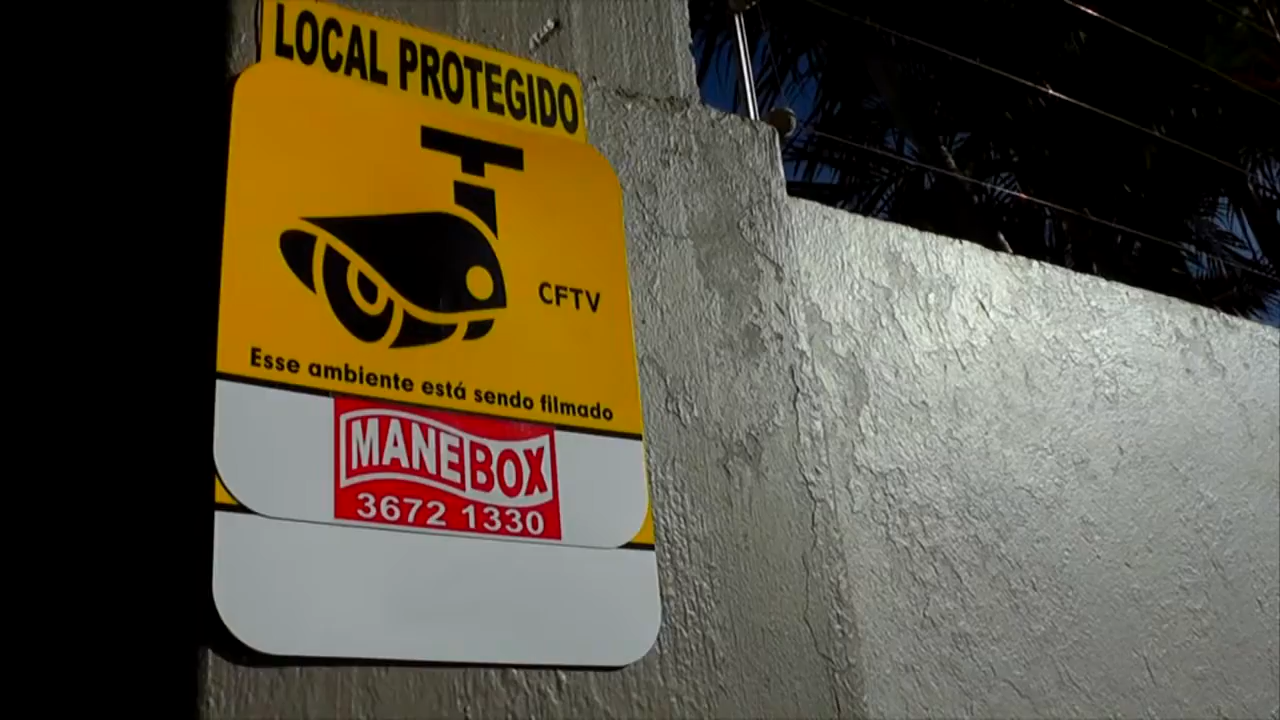 LOCAL PROTEGIDO
CFTV
Esse ambiente está sendo filmado
MANEBOX
3672 1330